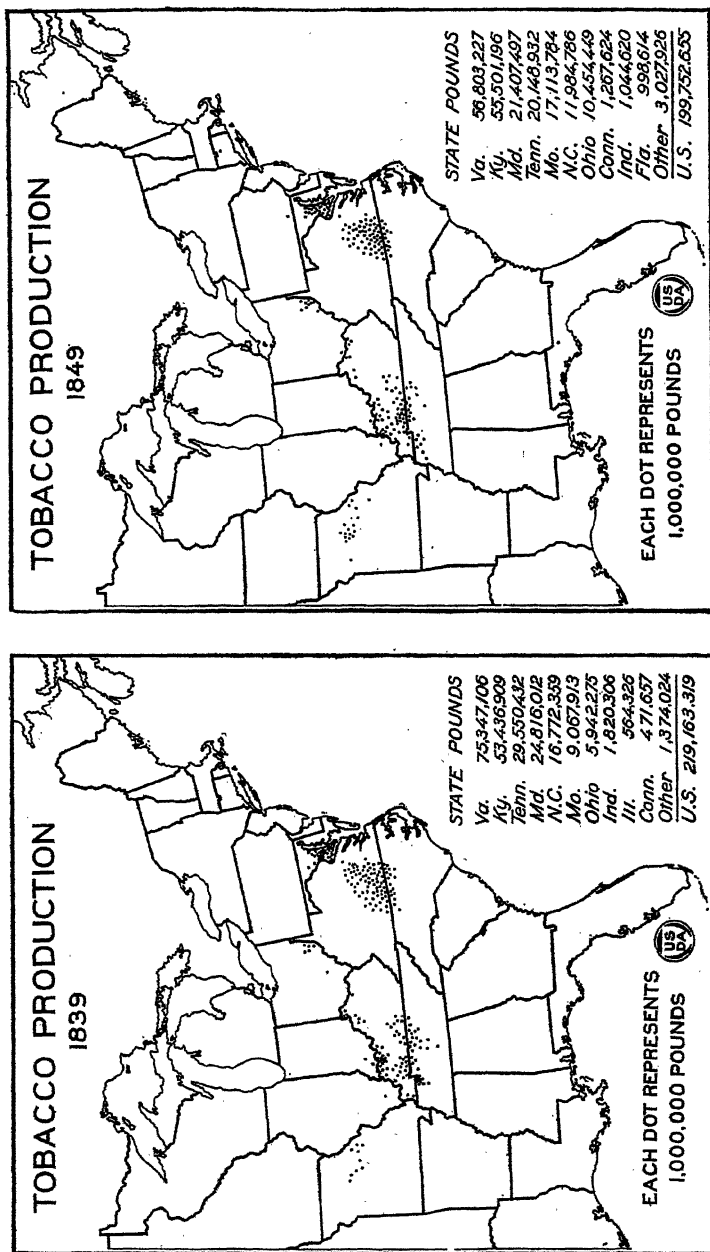 TOBACCO PRODUCTION
1839
STATE POUNDS
Va. 75,347,106
Ky. 53,436,909
Tenn. 29,550,432
Md. 24,816,012
N.C. 16,772,359
Mo. 9,067,913
Ohio 5,942,275
Ind. 1,820,306
Ill. 564,326
Conn. 471,657
Other 1,374,024
U.S. 219,163,319
EACH DOT REPRESENTS
1,000,000 POUNDS
US
DA
TOBACCO PRODUCTION
1849
STATE POUNDS
Va. 56,803,227
Ky. 55,501,196
Md. 21,407,497
Tenn. 20,148,932
Mo. 17,113,784
N.C. 11,984,786
Ohio 10,454,449
Conn. 1,267,624
Ind. 1,044,620
Fla. 998,614
Other 3,027,926
U.S. 199,752,655
EACH DOT REPRESENTS
1,000,000 POUNDS
US
DA